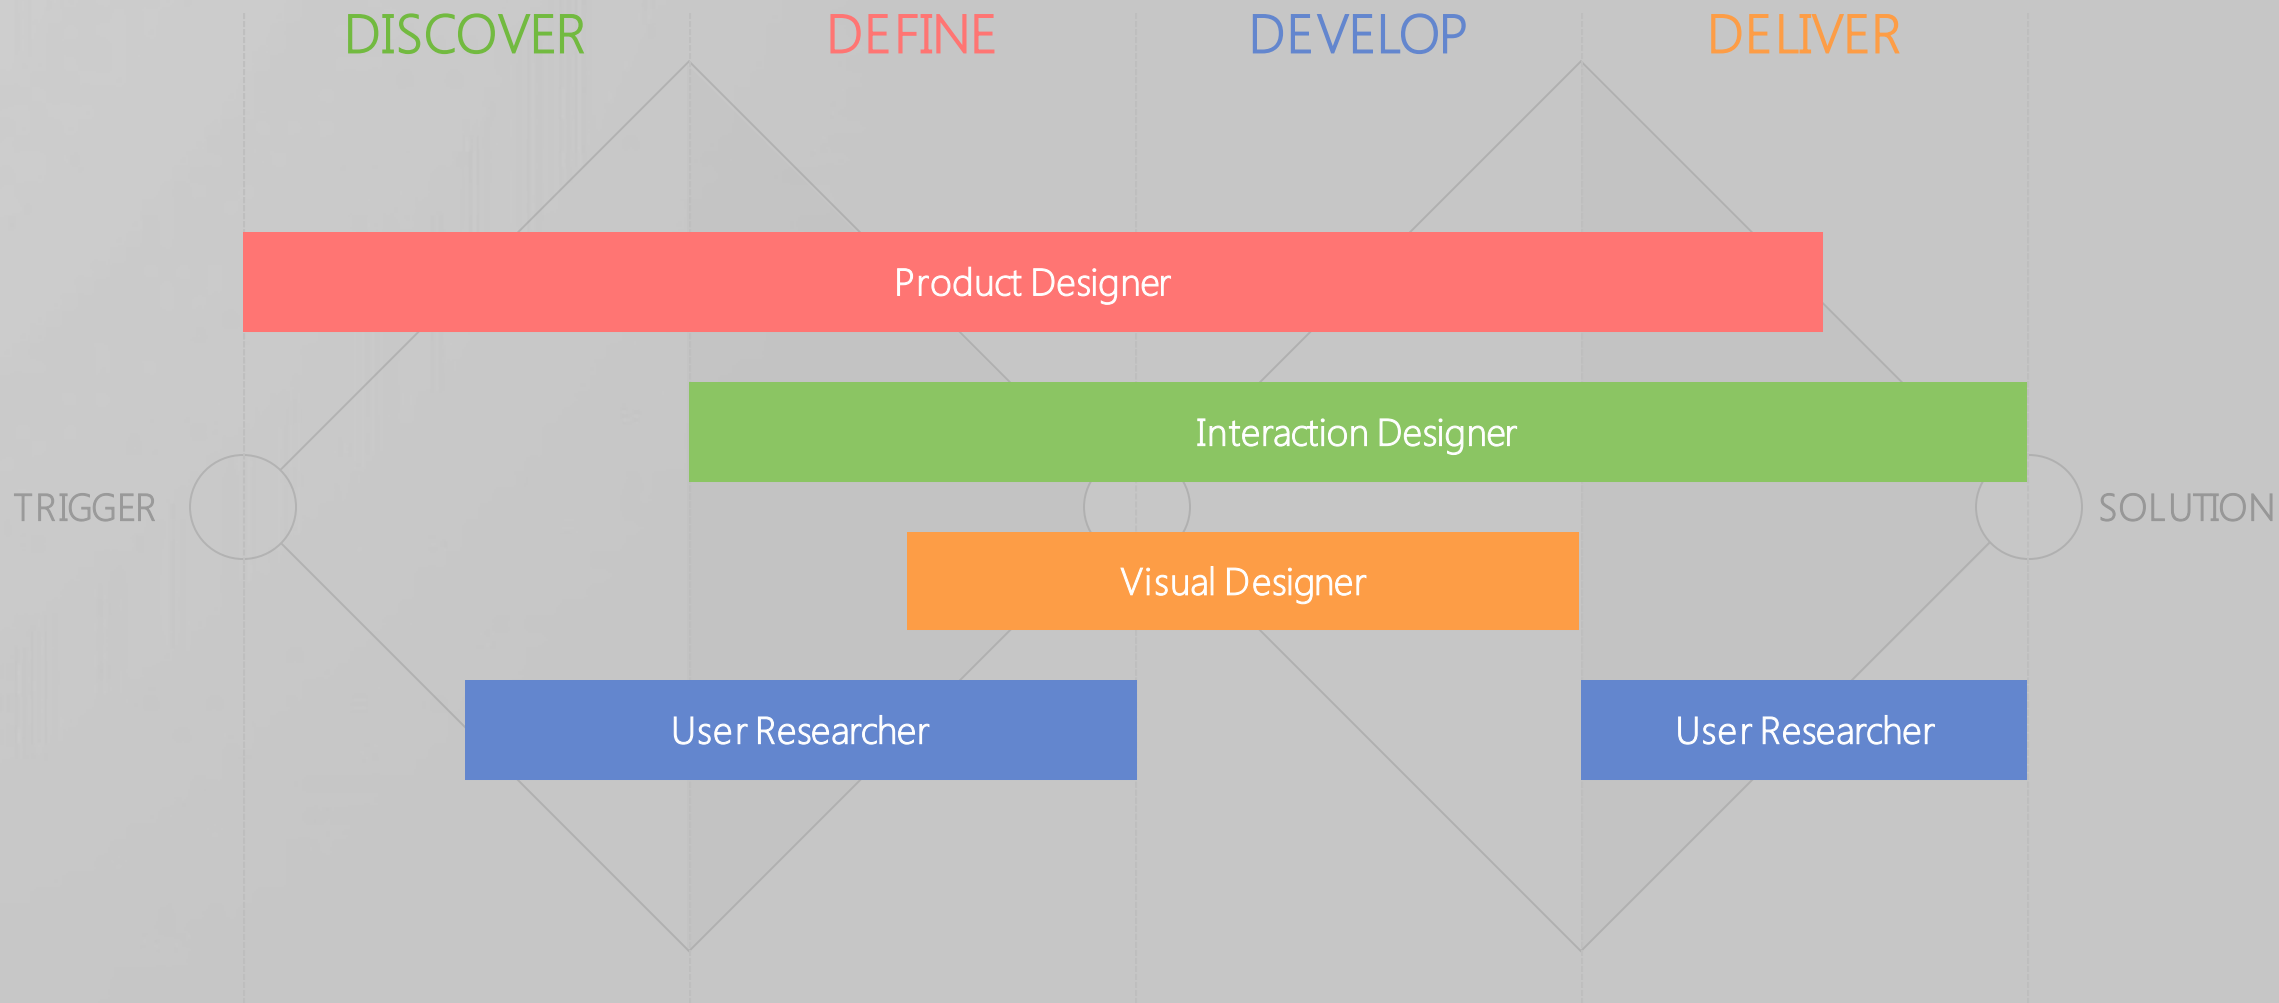 DISCOVER
DEFINE
DEVELOP
DELIVER
Product Designer
Interaction Designer
TRIGGER
SOLUTION
Visual Designer
User Researcher
User Researcher